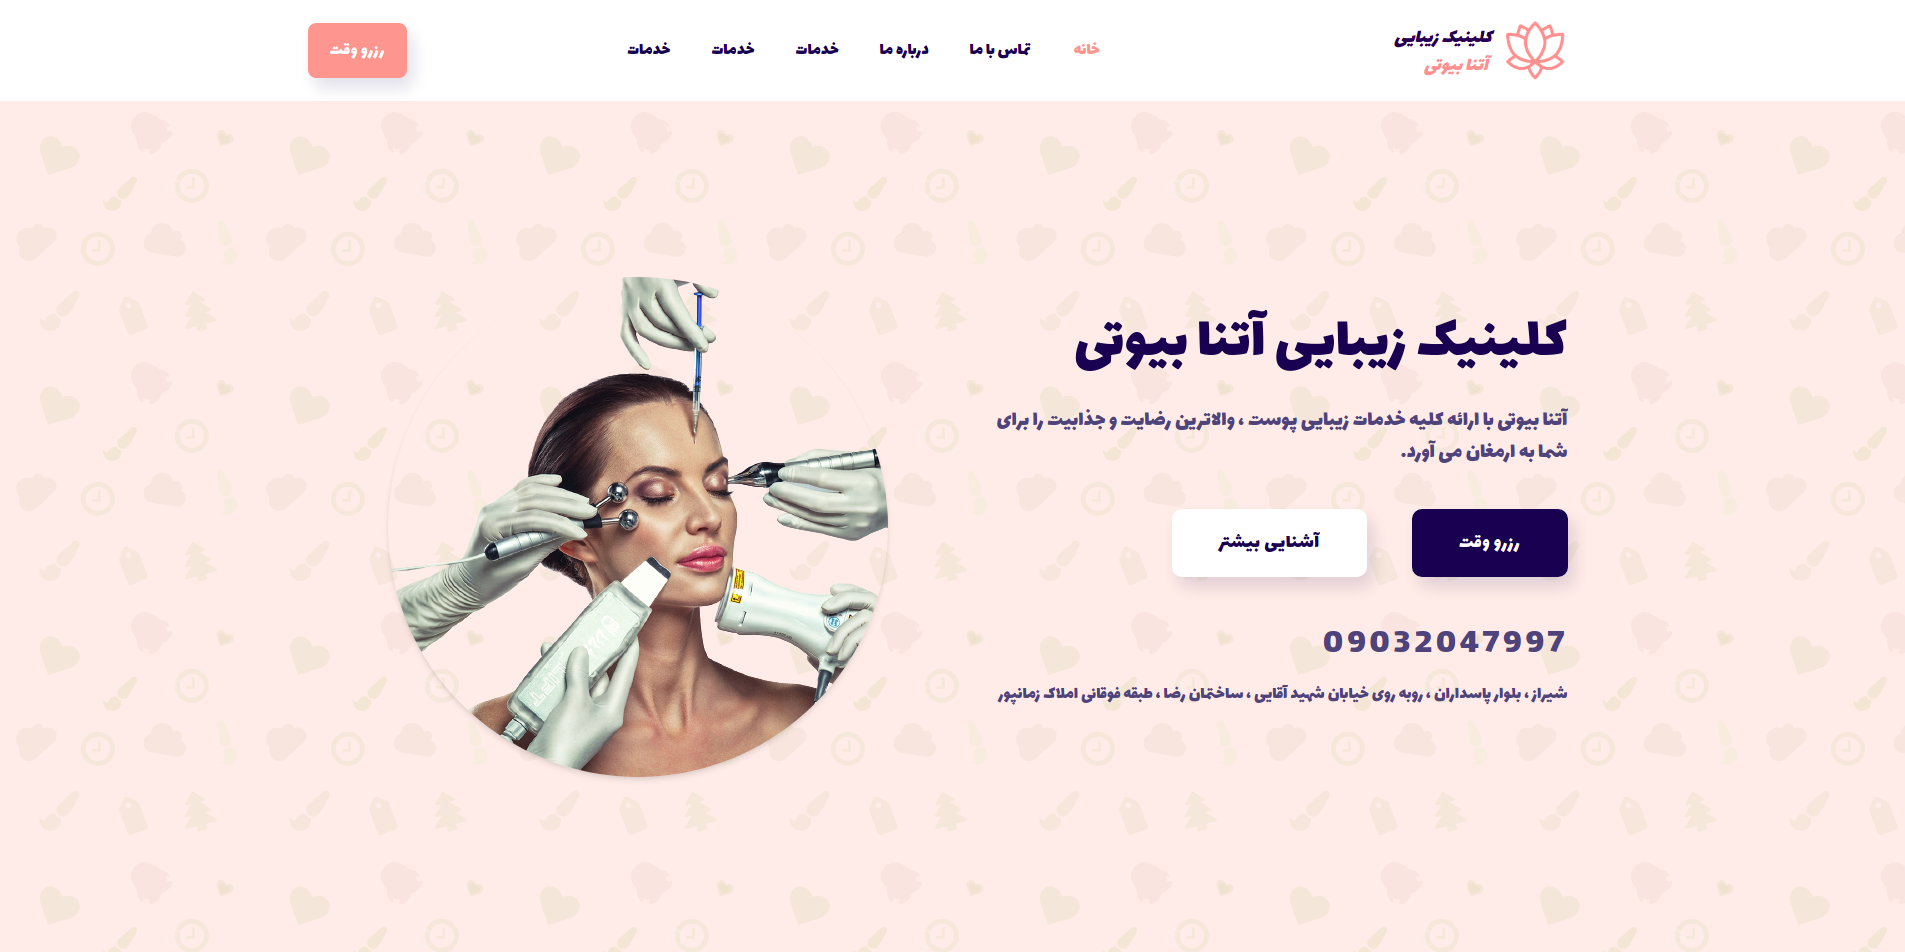 کلینیک زیبایی
آتنا بیوتی
خانه
تماس با ما
درباره ما
خدمات
خدمات
خدمات
رزرو وقت
کلینیک زیبایی آتنا بیوتی
آتنا بیوتی با ارائه کلیه خدمات زیبایی پوست ، والاترین رضایت و جذابیت را برای
شما به ارمغان می آورد.
رزرو وقت
آشنایی بیشتر
09032047997
شیراز ، بلوار پاسداران ، روبه روی خیابان شهید آقایی ، ساختمان رضا ، طبقه فوقانی املاک زمانپور